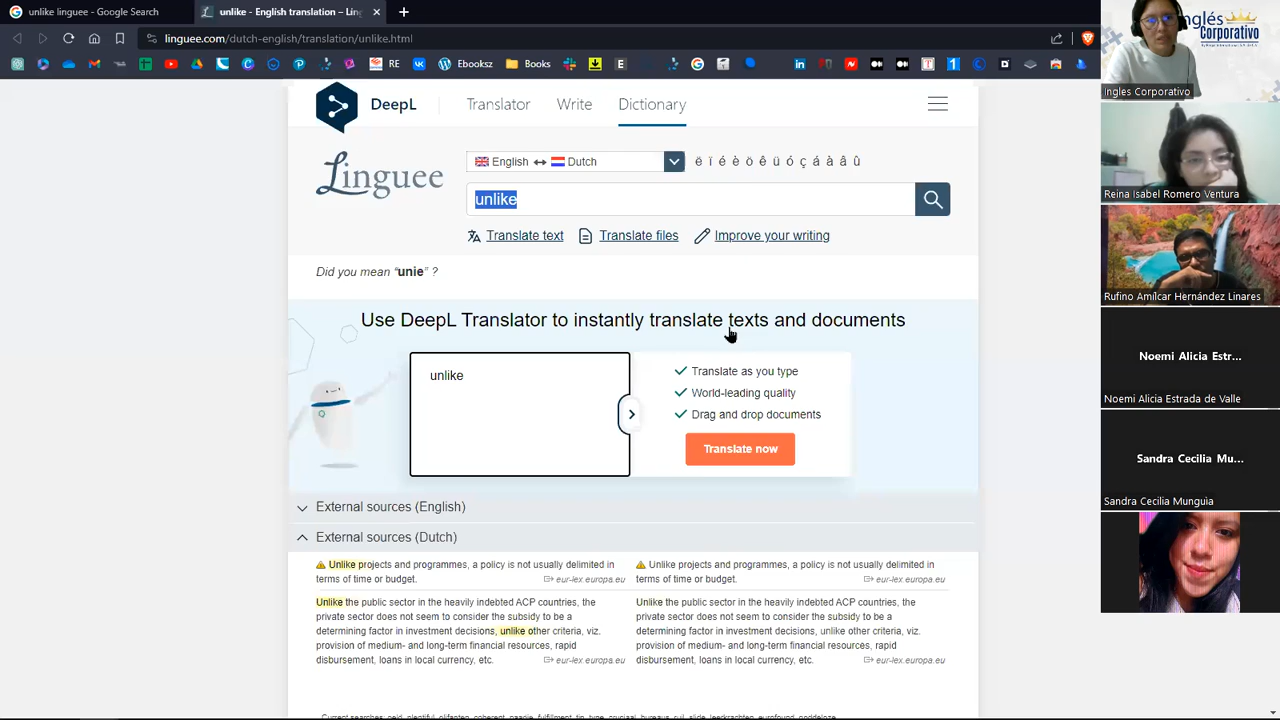 unlike linguee - Google Search
unlike - English translation – Lin
linguee.com/dutch-english/translation/unlike.html
Ebooksz
Books
DeepL
Translator
Write
Dictionary
Linguee
English ↔ Dutch
ë ï é è ö ê ü ó ç á à â û
unlike
Translate text
Translate files
Improve your writing
Did you mean “unie” ?
Use DeepL Translator to instantly translate texts and documents
unlike
Translate as you type
World-leading quality
Drag and drop documents
Translate now
External sources (English)
External sources (Dutch)
Unlike projects and programmes, a policy is not usually delimited in
terms of time or budget.
eur-lex.europa.eu
Unlike projects and programmes, a policy is not usually delimited in
terms of time or budget.
eur-lex.europa.eu
Unlike the public sector in the heavily indebted ACP countries, the
private sector does not seem to consider the subsidy to be a
determining factor in investment decisions, unlike other criteria, viz.
provision of medium- and long-term financial resources, rapid
disbursement, loans in local currency, etc.
eur-lex.europa.eu
Unlike the public sector in the heavily indebted ACP countries, the
private sector does not seem to consider the subsidy to be a
determining factor in investment decisions, unlike other criteria, viz.
provision of medium- and long-term financial resources, rapid
disbursement, loans in local currency, etc.
eur-lex.europa.eu
nglés
Corporativo
Ingles Corporativo
Reina Isabel Romero Ventura
Rufino Amílcar Hernández Linares
Noemi Alicia Estr...
Noemi Alicia Estrada de Valle
Sandra Cecilia Mu...
Sandra Cecilia Munguía